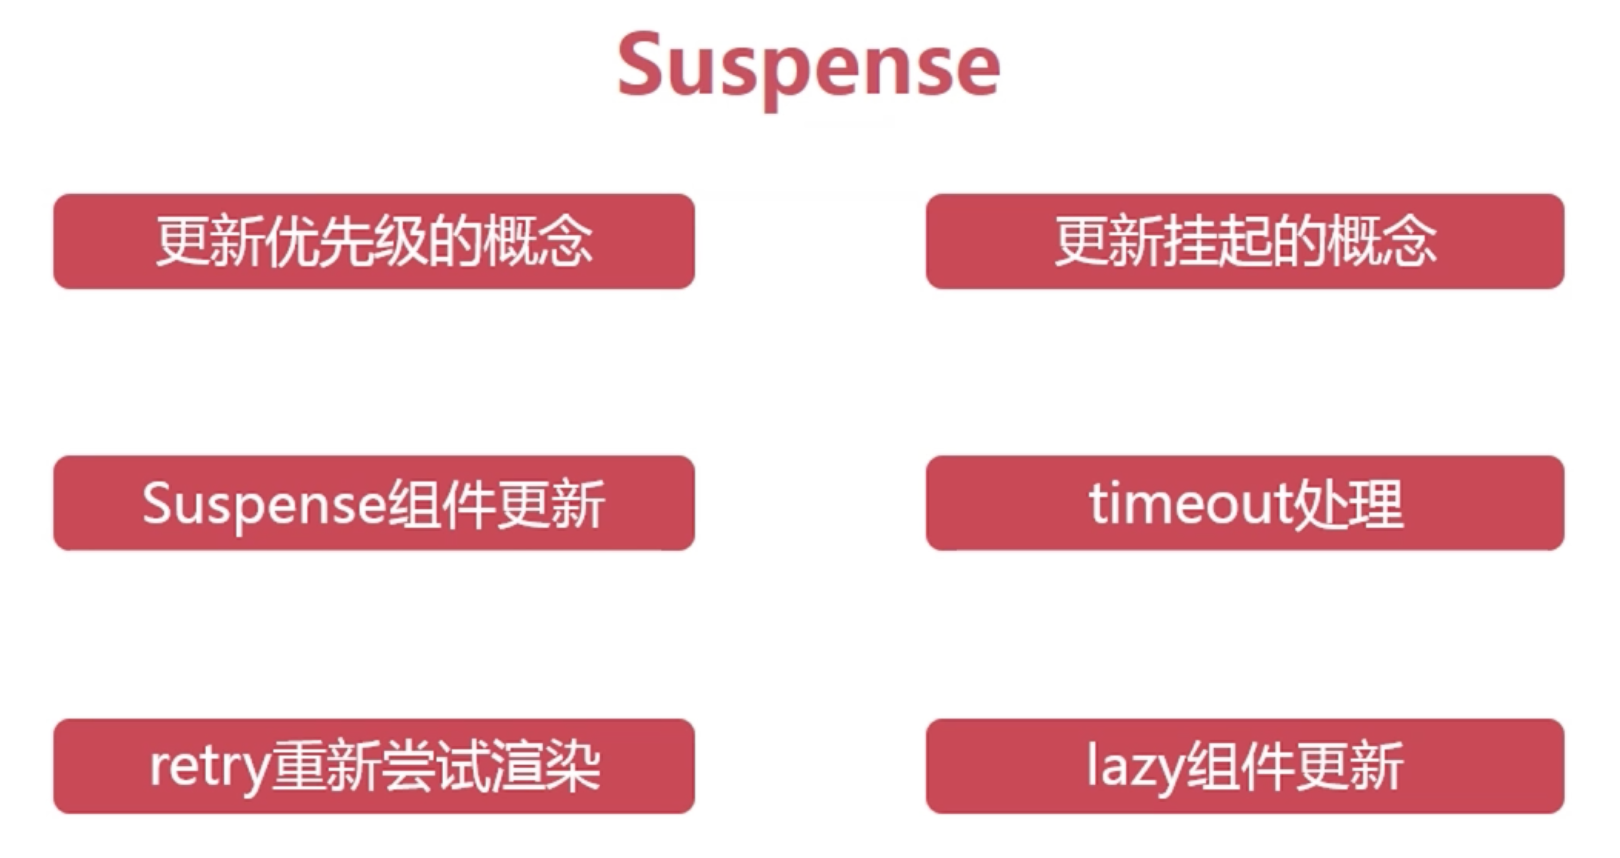 Suspense
更新优先级的概念
更新挂起的概念
Suspense组件更新
timeout处理
retry重新尝试渲染
lazy组件更新